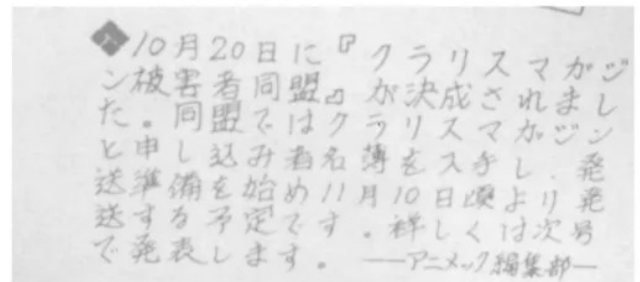 ◆10月20日に『クラリスマガジ
ン被害者同盟』が決成されまし
た。同盟ではクラリスマガジン
と申し込み者名簿を入手し、発
送準備を始め11月10日頃より発
送する予定です。祥しくは次号
で発表します。――アニメック編集部―